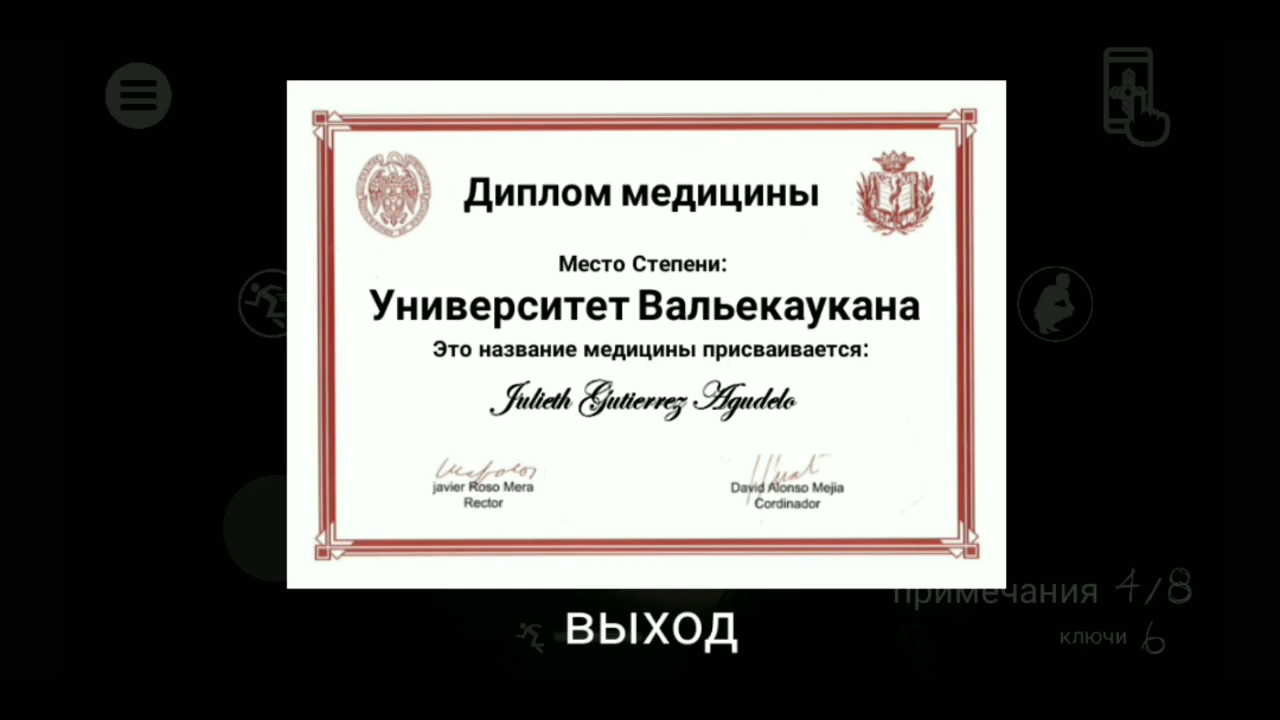 Диплом медицины
Место Степени:
Университет Вальекаукана
Это название медицины присваивается:
Julieth Gutierrez Agudelo
javier Roso Mera
Rector
David Alonso Mejia
Cordinador
примечания 4/8
ключи 6
ВЫХОД